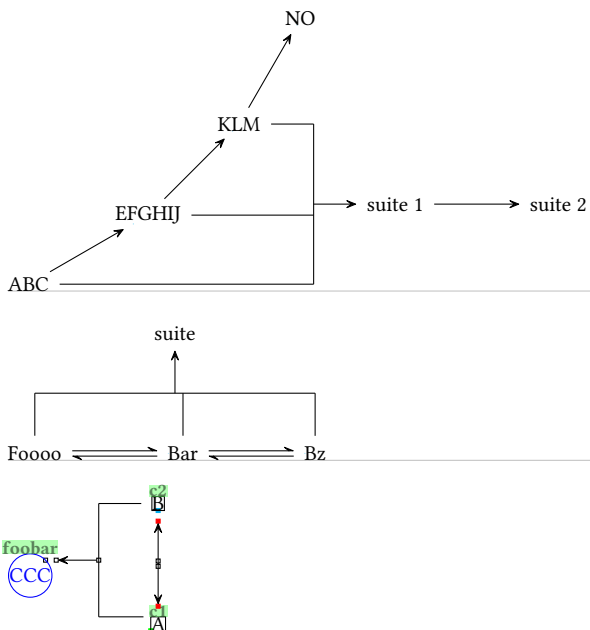 NO
KLM
suite 1 suite 2
EFGHIJ
ABC
suite
Foooo Bar Bz
c2
B
foobar
CCC
c1
A